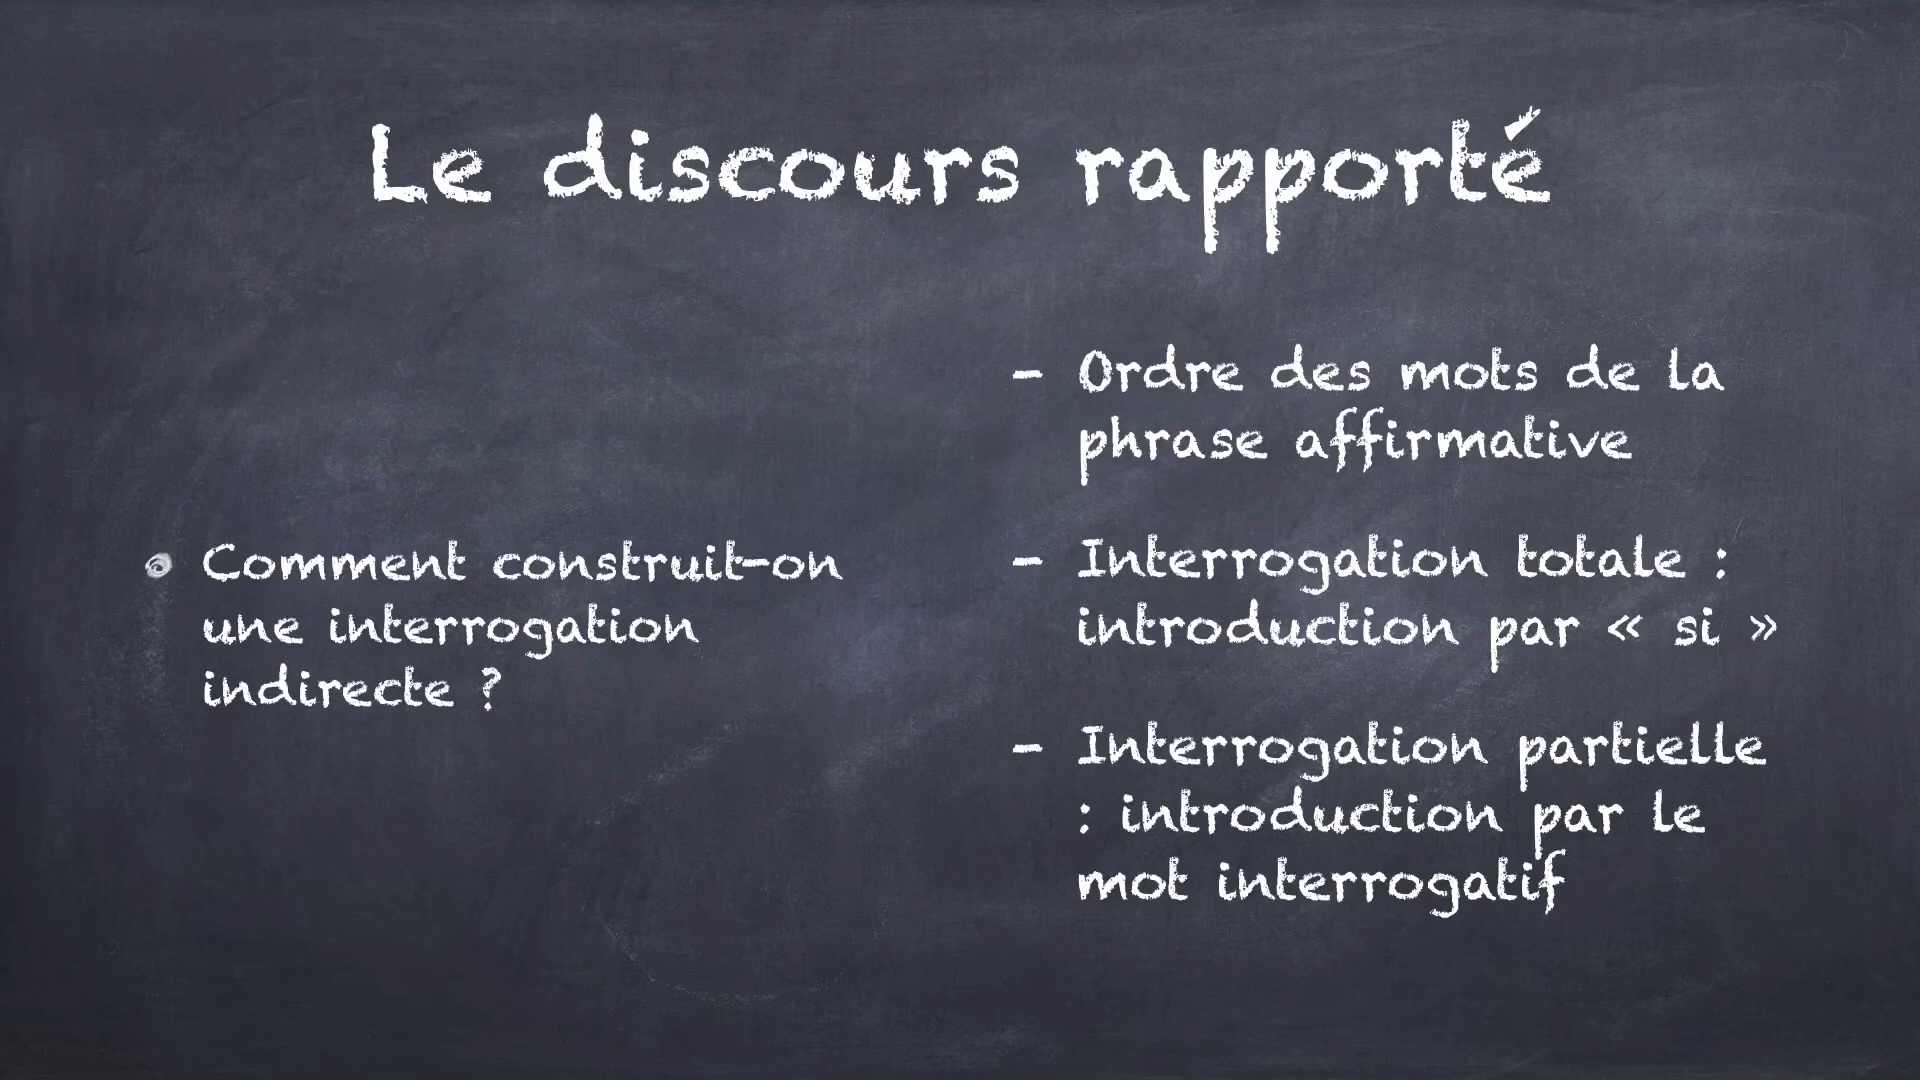 Le discours rapporté
Comment construit-on
une interrogation
indirecte ?
- Ordre des mots de la
phrase affirmative
- Interrogation totale :
introduction par « si »
- Interrogation partielle
: introduction par le
mot interrogatif